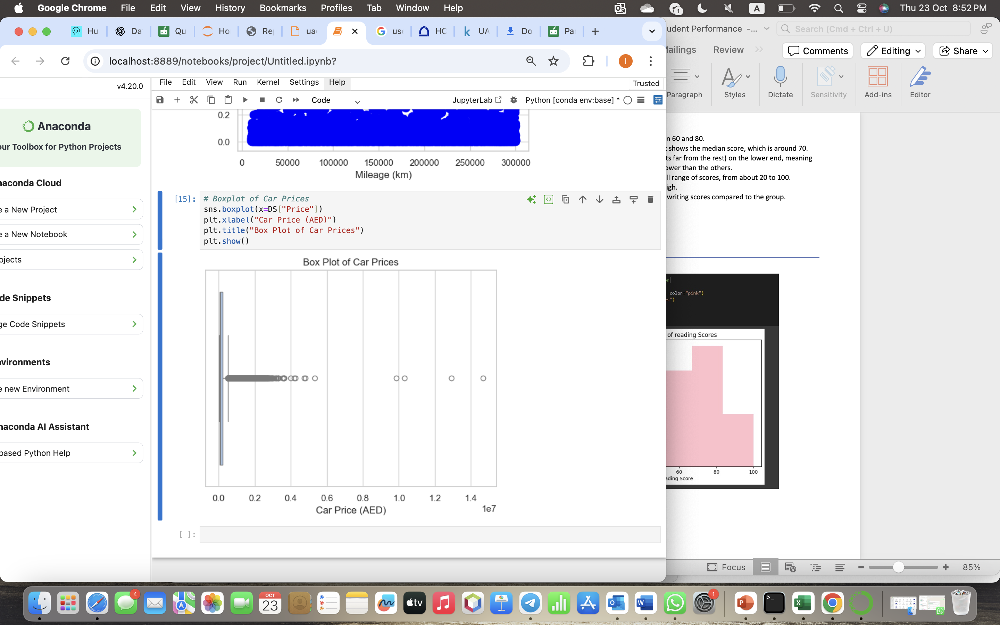 Google Chrome File Edit View History Bookmarks Profiles Tab Window Help
1
A
Thu 23 Oct 8:52 PM
Hu
Da
Qu
Ho
Re
ua
us
HC
UA
Do
Pa
localhost:8889/notebooks/project/Untitled.ipynb?
I
v4.20.0
Anaconda
our Toolbox for Python Projects
naconda Cloud
e a New Project
e a New Notebook
ojects
de Snippets
ge Code Snippets
vironments
e new Environment
naconda AI Assistant
based Python Help
File Edit View Run Kernel Settings Help
Trusted
Code
JupyterLab
Python [conda env:base] *
0.2
0.0
0 50000 100000 150000 200000 250000 300000
Mileage (km)
[15]:
# Boxplot of Car Prices
sns.boxplot(x=DS["Price"])
plt.xlabel("Car Price (AED)")
plt.title("Box Plot of Car Prices")
plt.show()
Box Plot of Car Prices
0.0 0.2 0.4 0.6 0.8 1.0 1.2 1.4
1e7
Car Price (AED)
[ ]:
udent Performance -...
Search (Cmd + Ctrl + U)
Mailings Review
Comments
Editing
Share
Paragraph
Styles
Dictate
Sensitivity
Add-ins
Editor
n 60 and 80.
shows the median score, which is around 70.
ts far from the rest) on the lower end, meaning
ower than the others.
ll range of scores, from about 20 to 100.
igh.
writing scores compared to the group.
on
color="pink")
es")
of reading Scores
60 80 100
ading Score
Focus
85%
4
OCT
23
tv
1